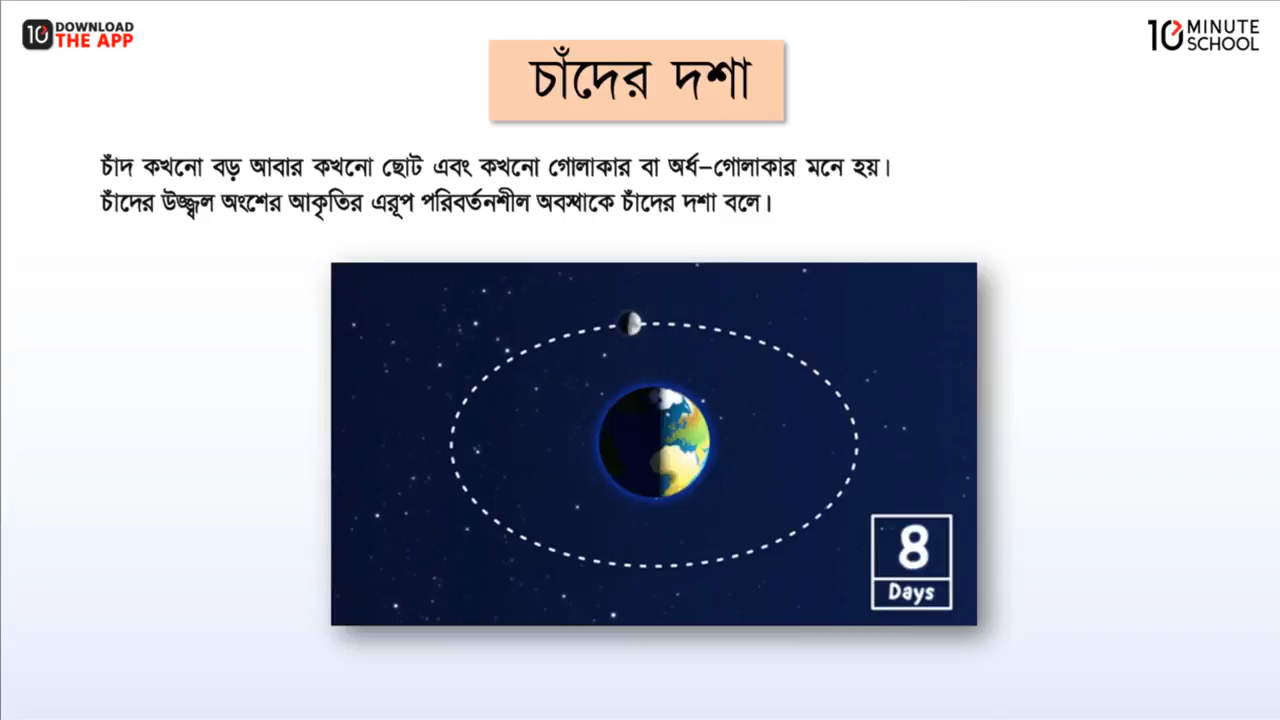 10 DOWNLOAD
THE APP
10 MINUTE
SCHOOL
চাঁদের দশা
চাঁদ কখনো বড় আবার কখনো ছোট এবং কখনো গোলাকার বা অর্ধ-গোলাকার মনে হয়।
চাঁদের উজ্জ্বল অংশের আকৃতির এরূপ পরিবর্তনশীল অবস্থাকে চাঁদের দশা বলে।
8
Days